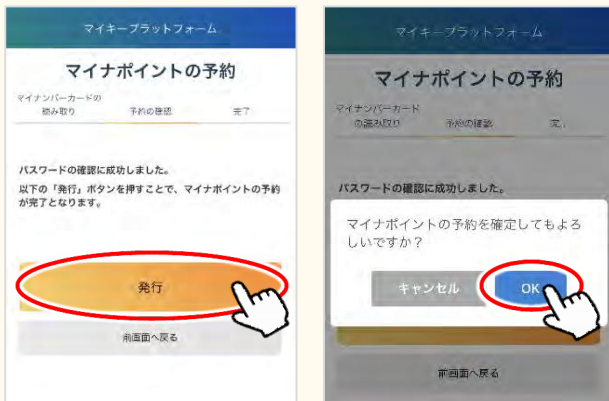 マイキープラットフォーム
マイナポイントの予約
マイナンバーカードの
読み取り
予約の確認
完了
パスワードの確認に成功しました。
以下の「発行」ボタンを押すことで、マイナポイントの予約
が完了となります。
発行
前画面へ戻る
マイキープラットフォーム
マイナポイントの予約
マイナンバーカード
の読み取り
予約の確認
完
パスワードの確認に成功しました。
マイナポイントの予約を確定してもよろ
しいですか？
キャンセル
OK
前画面へ戻る